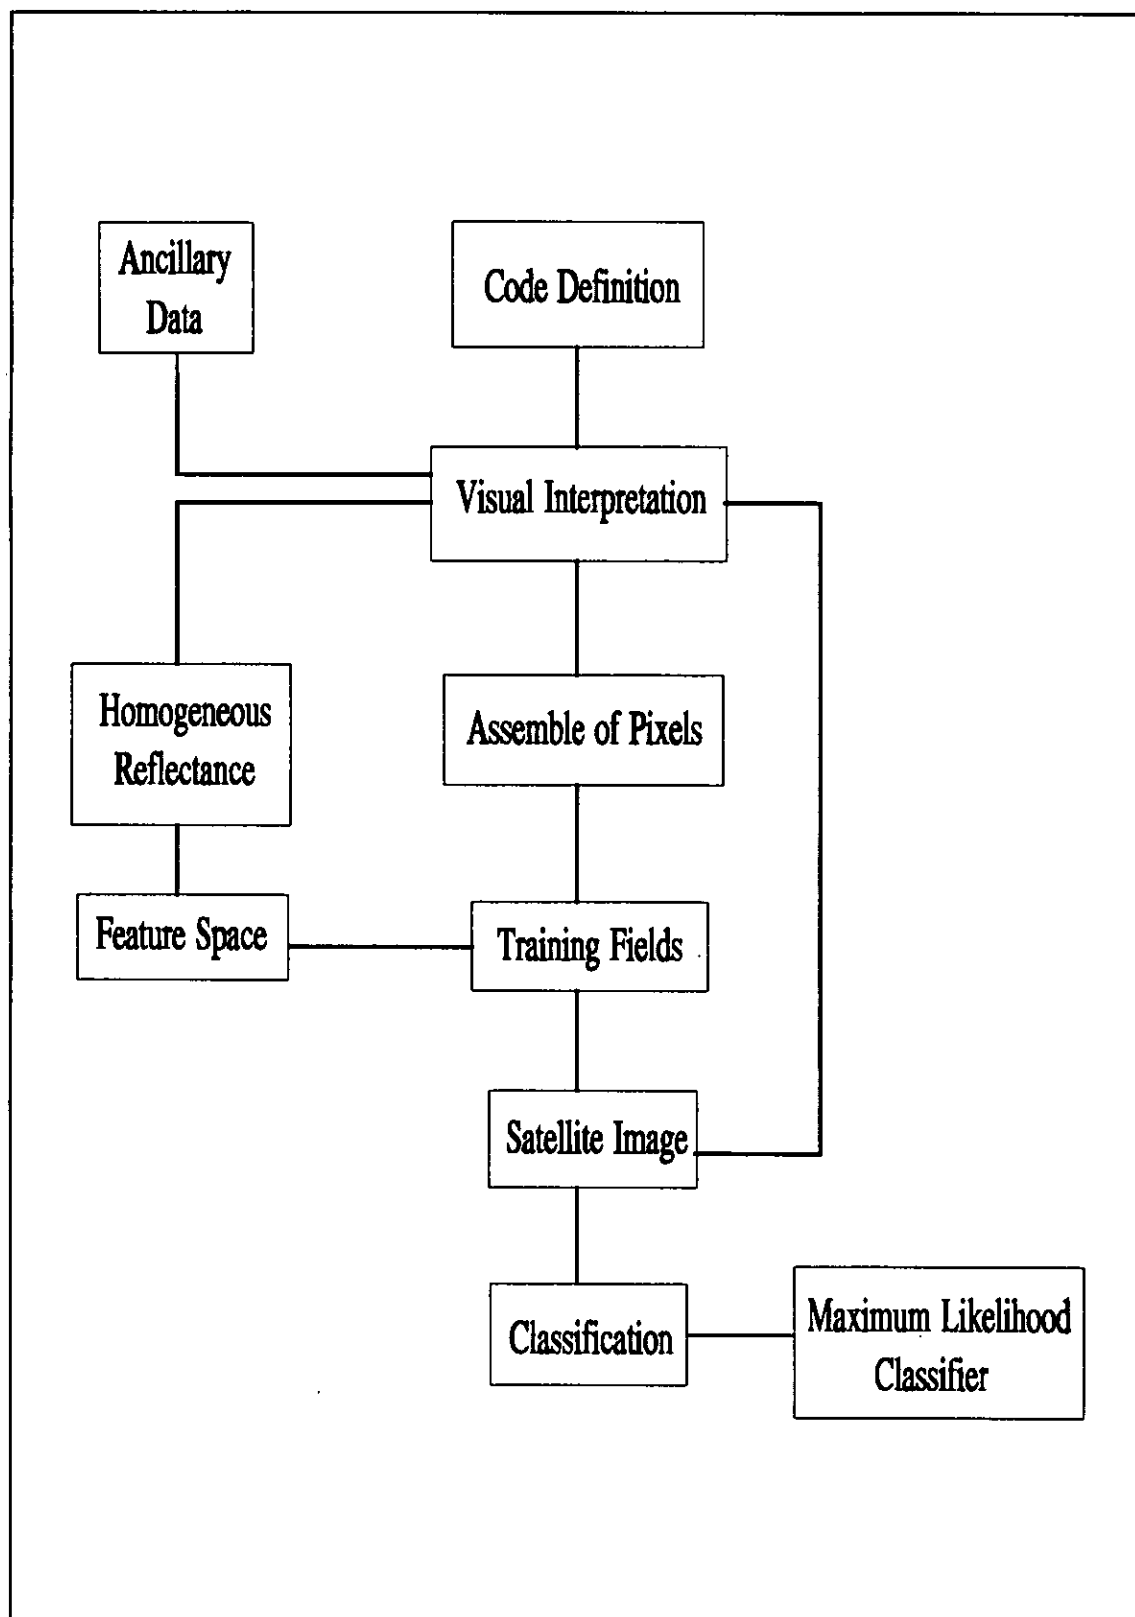 Ancillary
Data
Code Definition
Visual Interpretation
Homogeneous
Reflectance
Assemble of Pixels
Feature Space
Training Fields
Satellite Image
Classification
Maximum Likelihood
Classifier